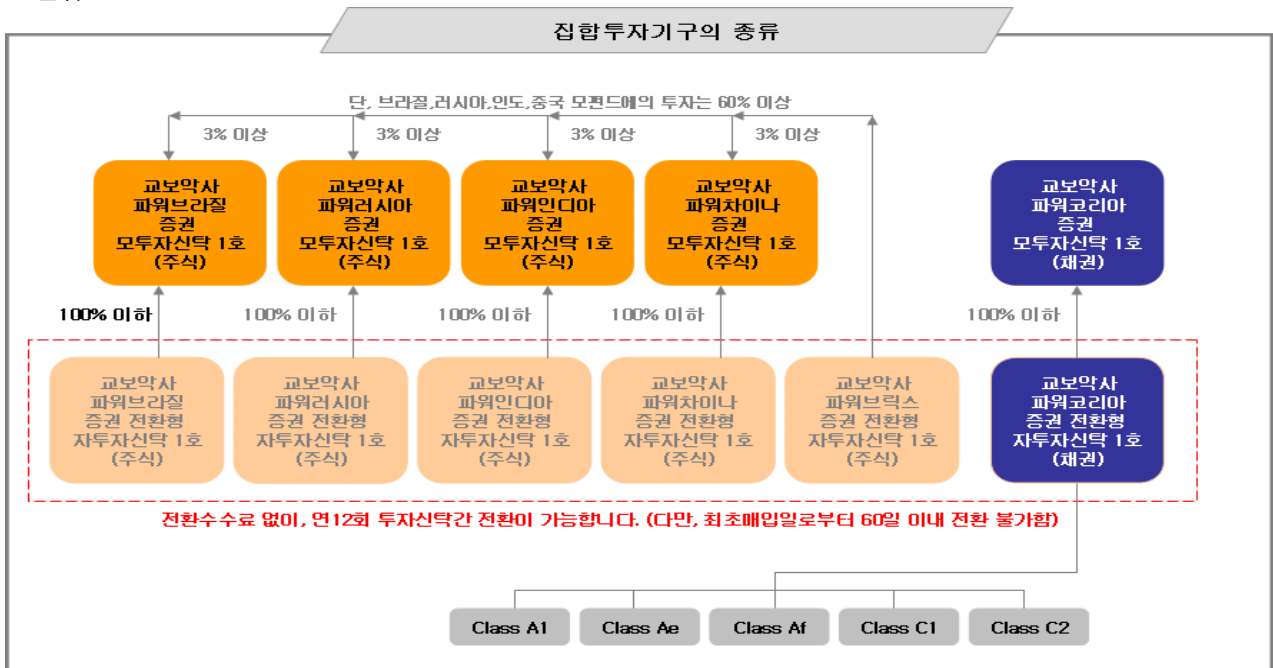 집합투자기구의 종류
단, 브라질,러시아,인도,중국 모펀드에의 투자는 60% 이상
3% 이상
3% 이상
3% 이상
3% 이상
교보악사
파워브라질
증권
모투자신탁 1호
(주식)
교보악사
파워러시아
증권
모투자신탁 1호
(주식)
교보악사
파워인디아
증권
모투자신탁 1호
(주식)
교보악사
파워차이나
증권
모투자신탁 1호
(주식)
교보악사
파워코리아
증권
모투자신탁 1호
(채권)
100% 이하
100% 이하
100% 이하
100% 이하
100% 이하
교보악사
파워브라질
증권 전환형
자투자신탁 1호
(주식)
교보악사
파워러시아
증권 전환형
자투자신탁 1호
(주식)
교보악사
파워인디아
증권 전환형
자투자신탁 1호
(주식)
교보악사
파워차이나
증권 전환형
자투자신탁 1호
(주식)
교보악사
파워브릭스
증권 전환형
자투자신탁 1호
(주식)
교보악사
파워코리아
증권 전환형
자투자신탁 1호
(채권)
전환수수료 없이, 연12회 투자신탁간 전환이 가능합니다. (다만, 최초매입일로부터 60일 이내 전환 불가함)
Class A1
Class Ae
Class Af
Class C1
Class C2